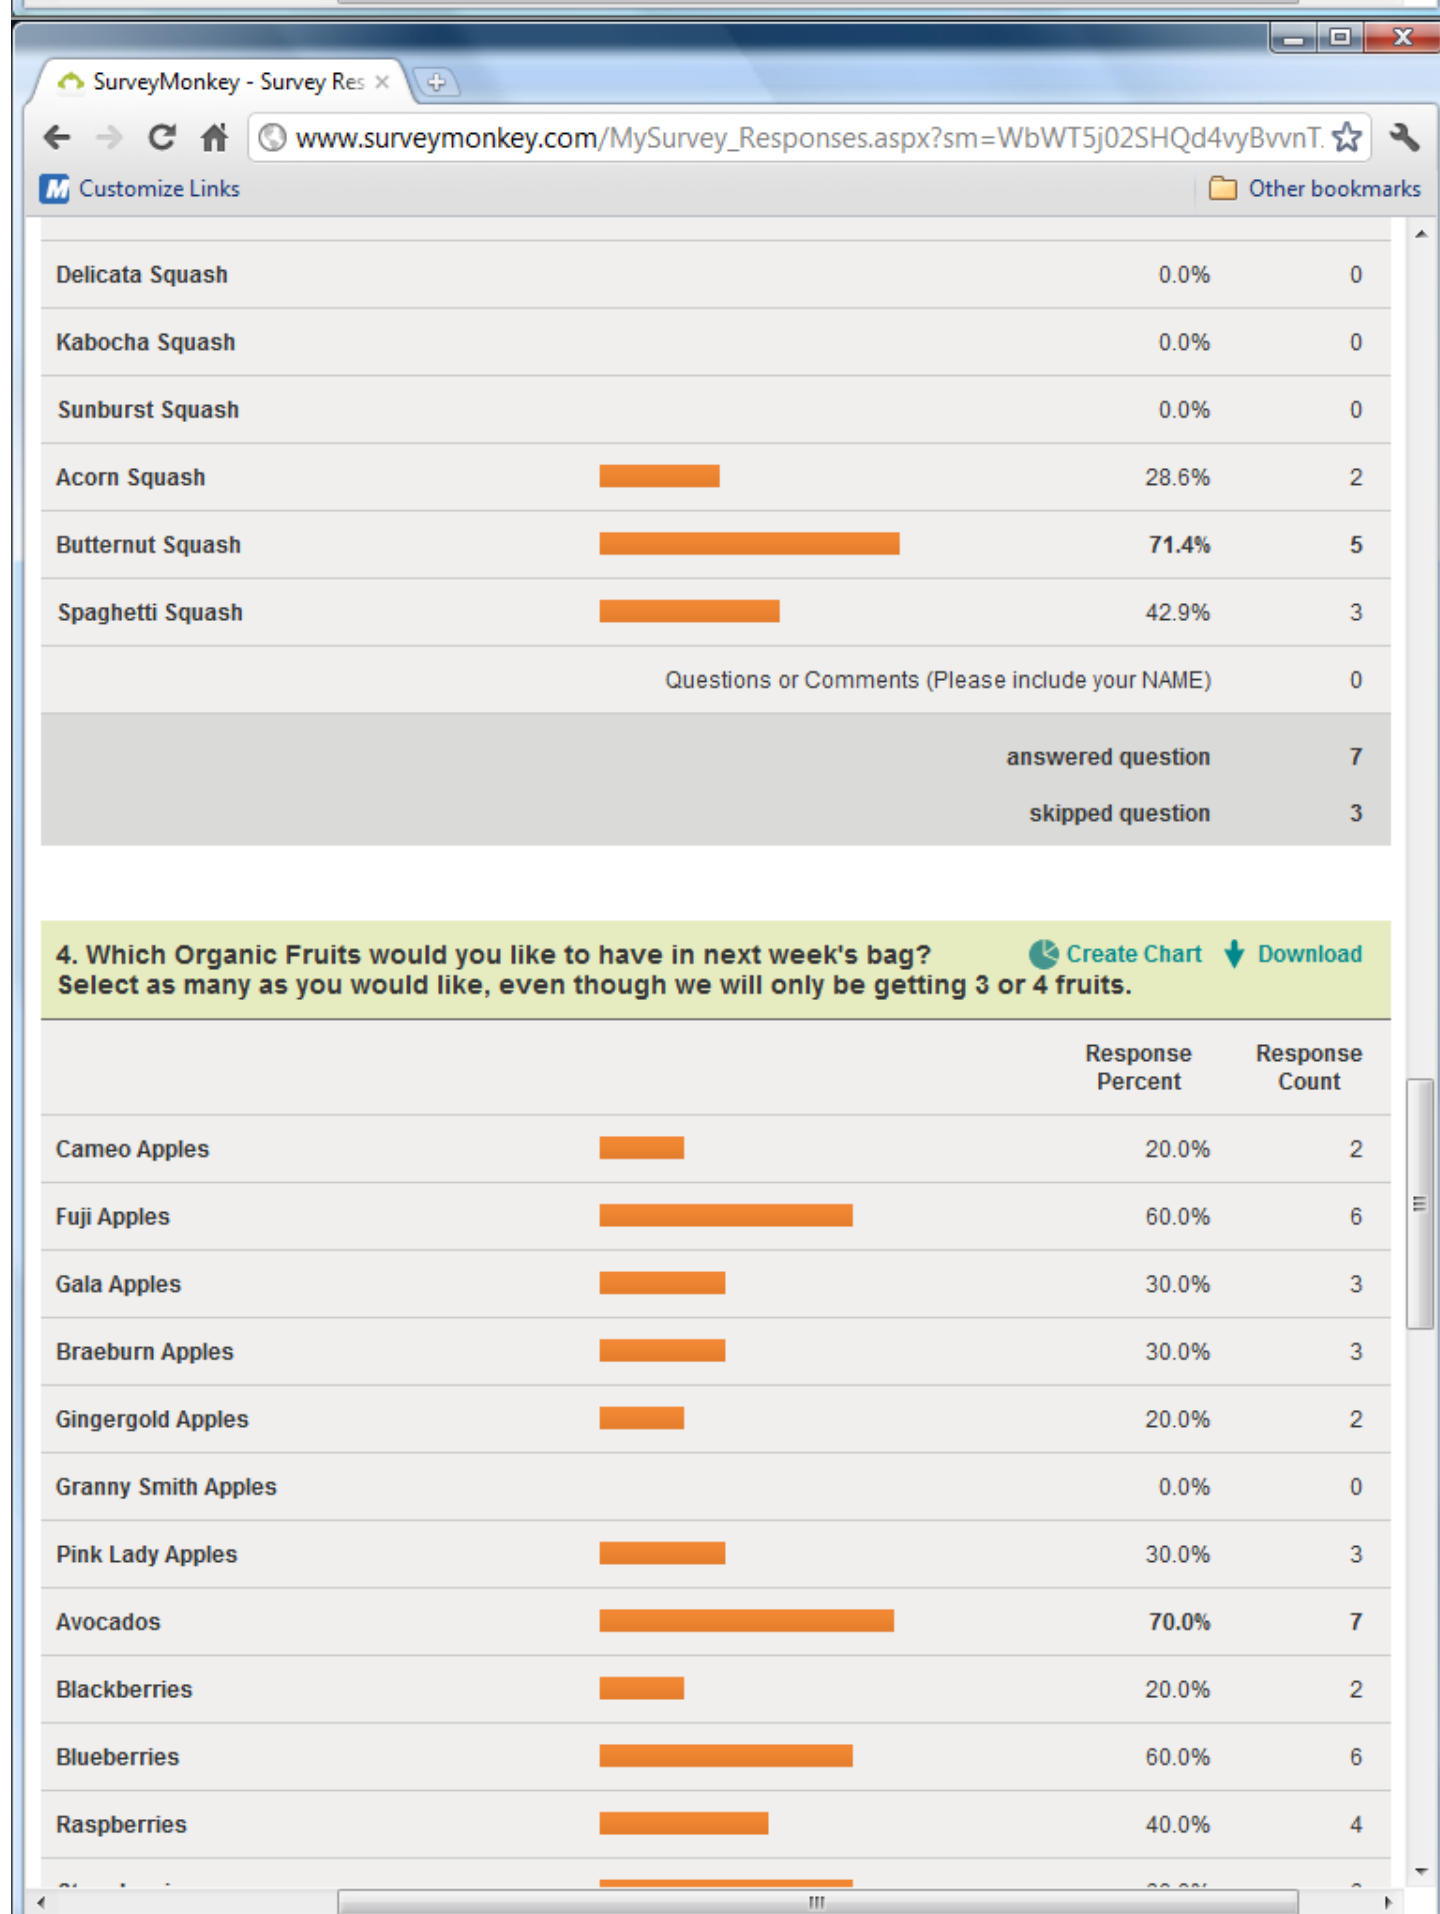 SurveyMonkey - Survey Res
www.surveymonkey.com/MySurvey_Responses.aspx?sm=WbWT5j02SHQd4vyBvvnT.
Customize Links
Other bookmarks
Delicata Squash 0.0% 0
Kabocha Squash 0.0% 0
Sunburst Squash 0.0% 0
Acorn Squash 28.6% 2
Butternut Squash 71.4% 5
Spaghetti Squash 42.9% 3
Questions or Comments (Please include your NAME) 0
answered question 7
skipped question 3
4. Which Organic Fruits would you like to have in next week's bag? Create Chart Download
Select as many as you would like, even though we will only be getting 3 or 4 fruits.
Response Percent Response Count
Cameo Apples 20.0% 2
Fuji Apples 60.0% 6
Gala Apples 30.0% 3
Braeburn Apples 30.0% 3
Gingergold Apples 20.0% 2
Granny Smith Apples 0.0% 0
Pink Lady Apples 30.0% 3
Avocados 70.0% 7
Blackberries 20.0% 2
Blueberries 60.0% 6
Raspberries 40.0% 4